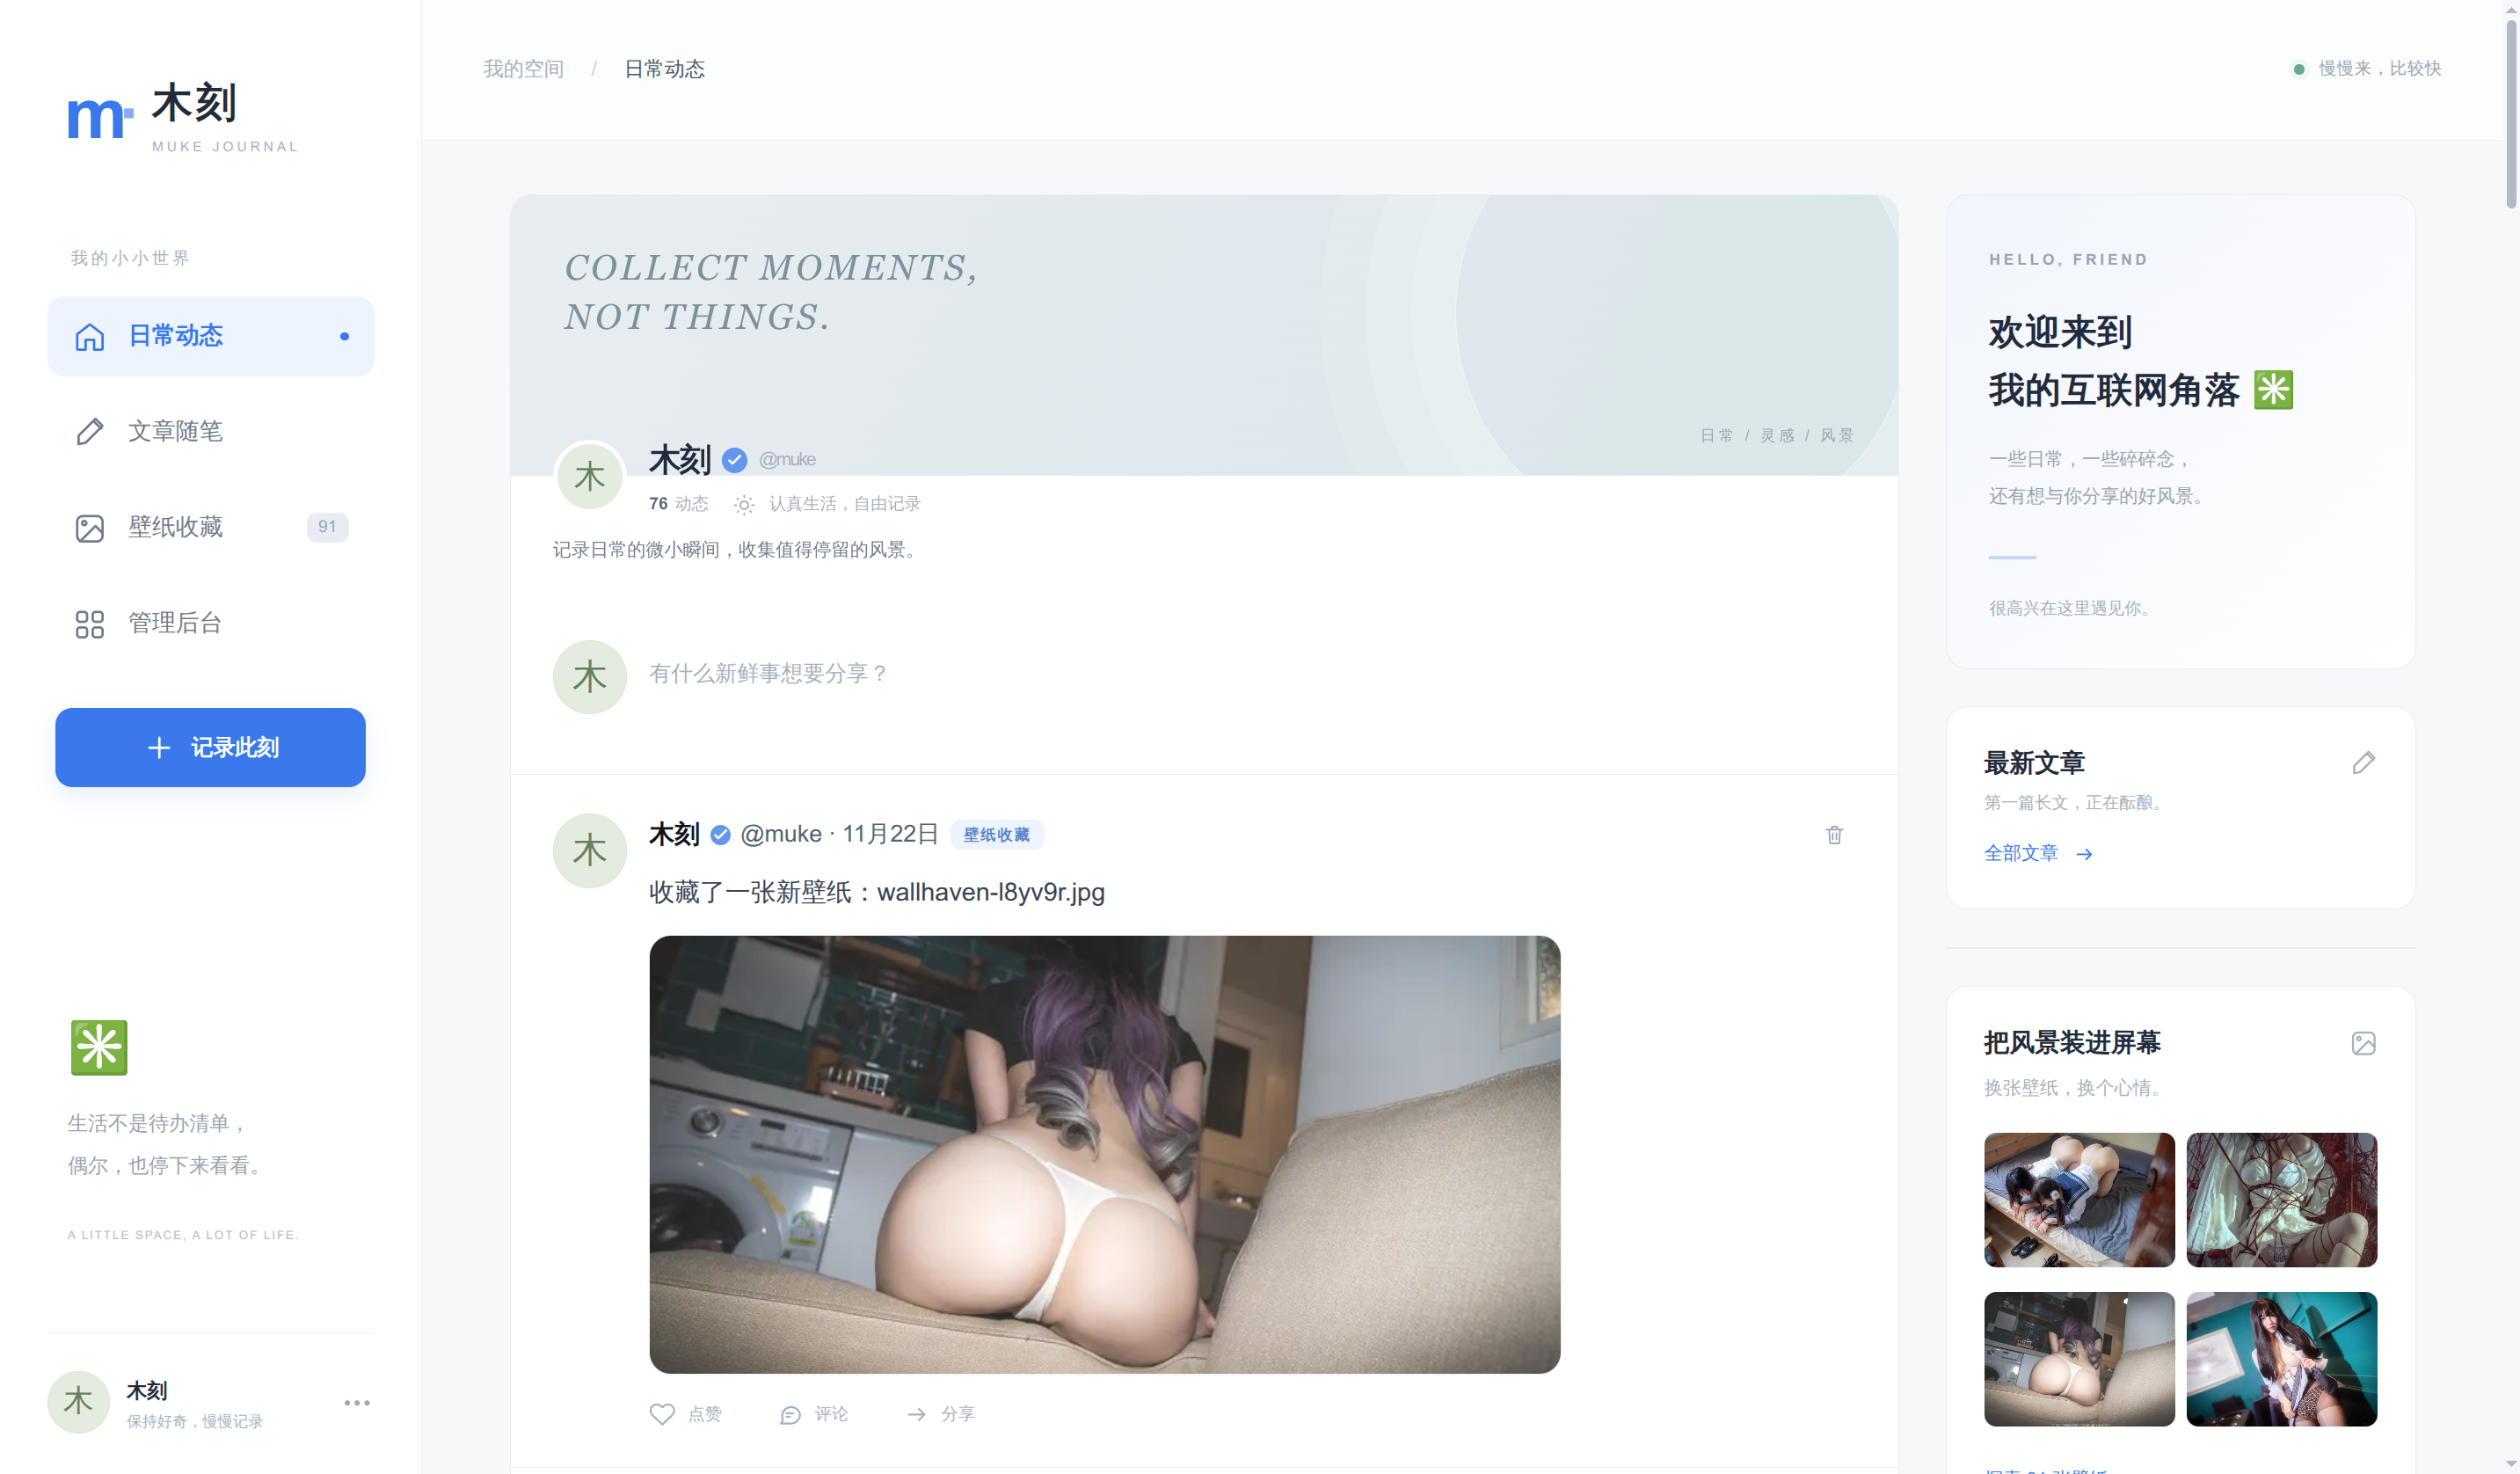 木刻
MUKE JOURNAL
我的小小世界
日常动态
文章随笔
壁纸收藏
91
管理后台
记录此刻
生活不是待办清单，
偶尔，也停下来看看。
A LITTLE SPACE, A LOT OF LIFE.
木
木刻
保持好奇，慢慢记录
我的空间 / 日常动态
慢慢来，比较快
COLLECT MOMENTS,
NOT THINGS.
日常 / 灵感 / 风景
木
木刻 @muke
76 动态 认真生活，自由记录
记录日常的微小瞬间，收集值得停留的风景。
木
有什么新鲜事想要分享？
木
木刻 @muke · 11月22日 壁纸收藏
收藏了一张新壁纸：wallhaven-l8yv9r.jpg
点赞 评论 分享
HELLO, FRIEND
欢迎来到
我的互联网角落
一些日常，一些碎碎念，
还有想与你分享的好风景。
很高兴在这里遇见你。
最新文章
第一篇长文，正在酝酿。
全部文章
把风景装进屏幕
换张壁纸，换个心情。